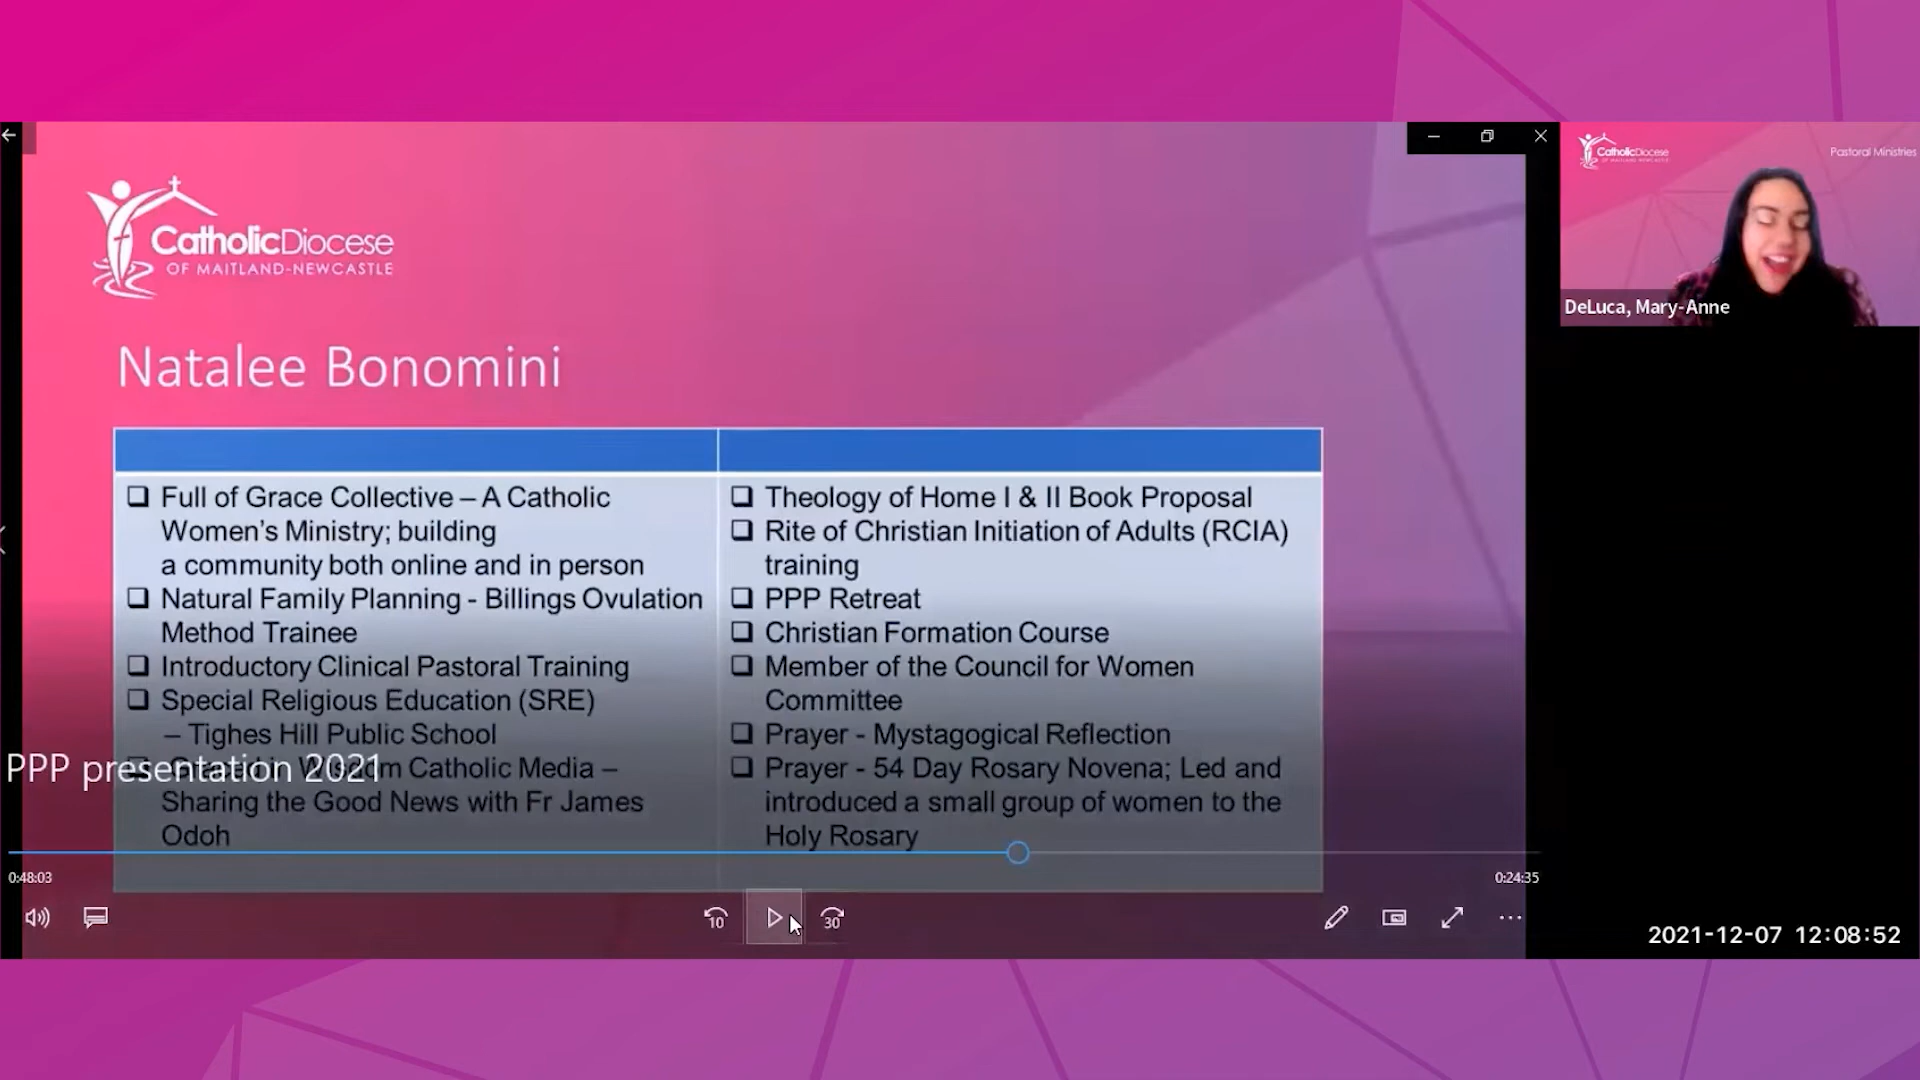 CatholicDiocese
OF MAITLAND-NEWCASTLE
Natalee Bonomini
❑ Full of Grace Collective – A Catholic
Women's Ministry; building
a community both online and in person
❑ Natural Family Planning - Billings Ovulation
Method Trainee
❑ Introductory Clinical Pastoral Training
❑ Special Religious Education (SRE)
– Tighes Hill Public School
Catholic Media –
Sharing the Good News with Fr James
Odoh
❑ Theology of Home I & II Book Proposal
❑ Rite of Christian Initiation of Adults (RCIA)
training
❑ PPP Retreat
❑ Christian Formation Course
❑ Member of the Council for Women
Committee
❑ Prayer - Mystagogical Reflection
❑ Prayer - 54 Day Rosary Novena; Led and
introduced a small group of women to the
Holy Rosary
PPP presentation 2021
0:48:03
0:24:35
10
30
CatholicDiocese
OF MAITLAND-NEWCASTLE
Pastoral Ministries
DeLuca, Mary-Anne
2021-12-07 12:08:52